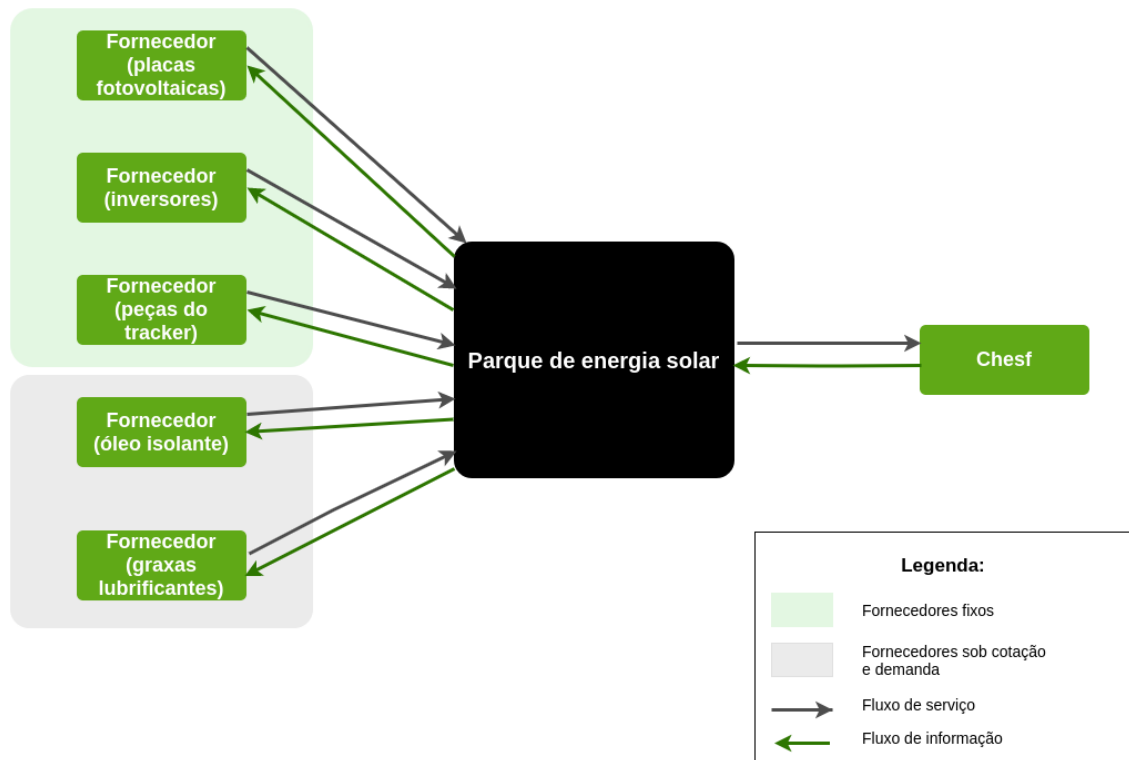 Fornecedor
(placas
fotovoltaicas)
Fornecedor
(inversores)
Fornecedor
(peças do
tracker)
Fornecedor
(óleo isolante)
Fornecedor
(graxas
lubrificantes)
Parque de energia solar
Chesf
Legenda:
Fornecedores fixos
Fornecedores sob cotação
e demanda
Fluxo de serviço
Fluxo de informação